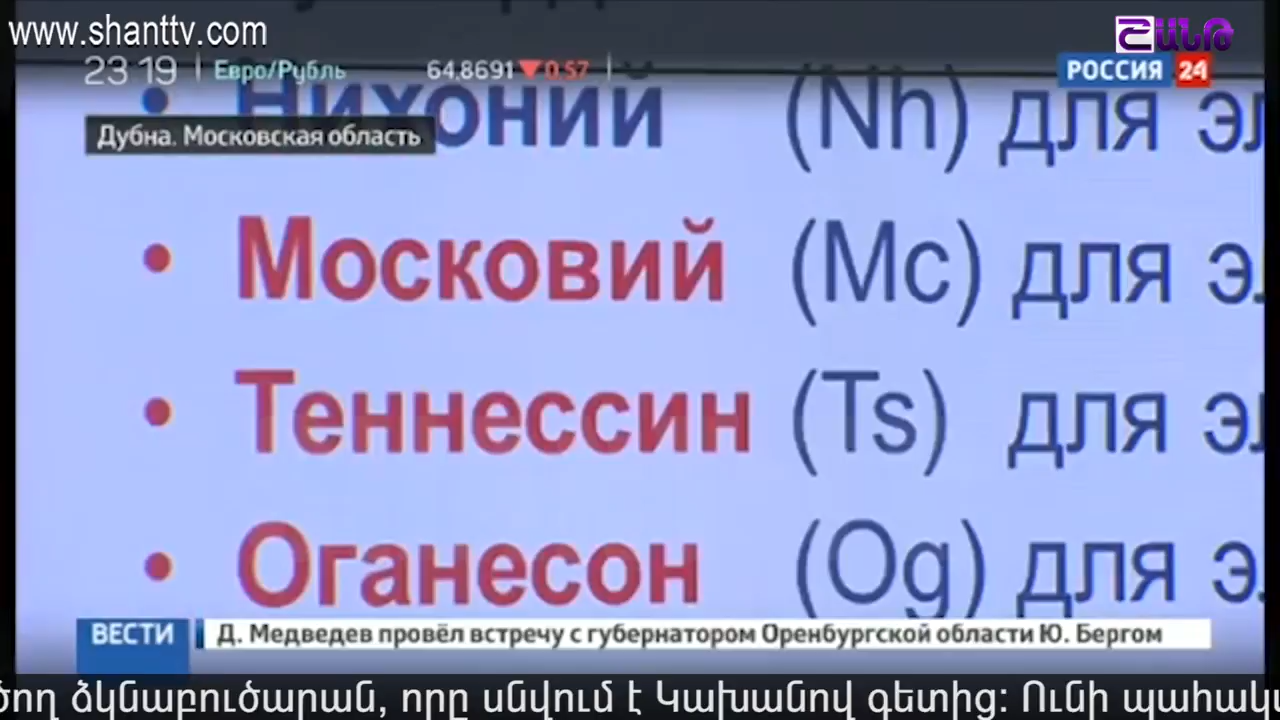 www.shanttv.com
ՇԱՆԹ
23 19 Евро/Рубль 64,8691 ▼0.57
РОССИЯ 24
Дубна. Московская область
• Нихоний (Nh) для
• Московий (Mc) для
• Теннессин (Ts) для
• Оганесон (Og) для
ВЕСТИ Д. Медведев провёл встречу с губернатором Оренбургской области Ю. Бергом
ձկնաբուծարան, որը սնվում է Կախանով գետից: Ունի